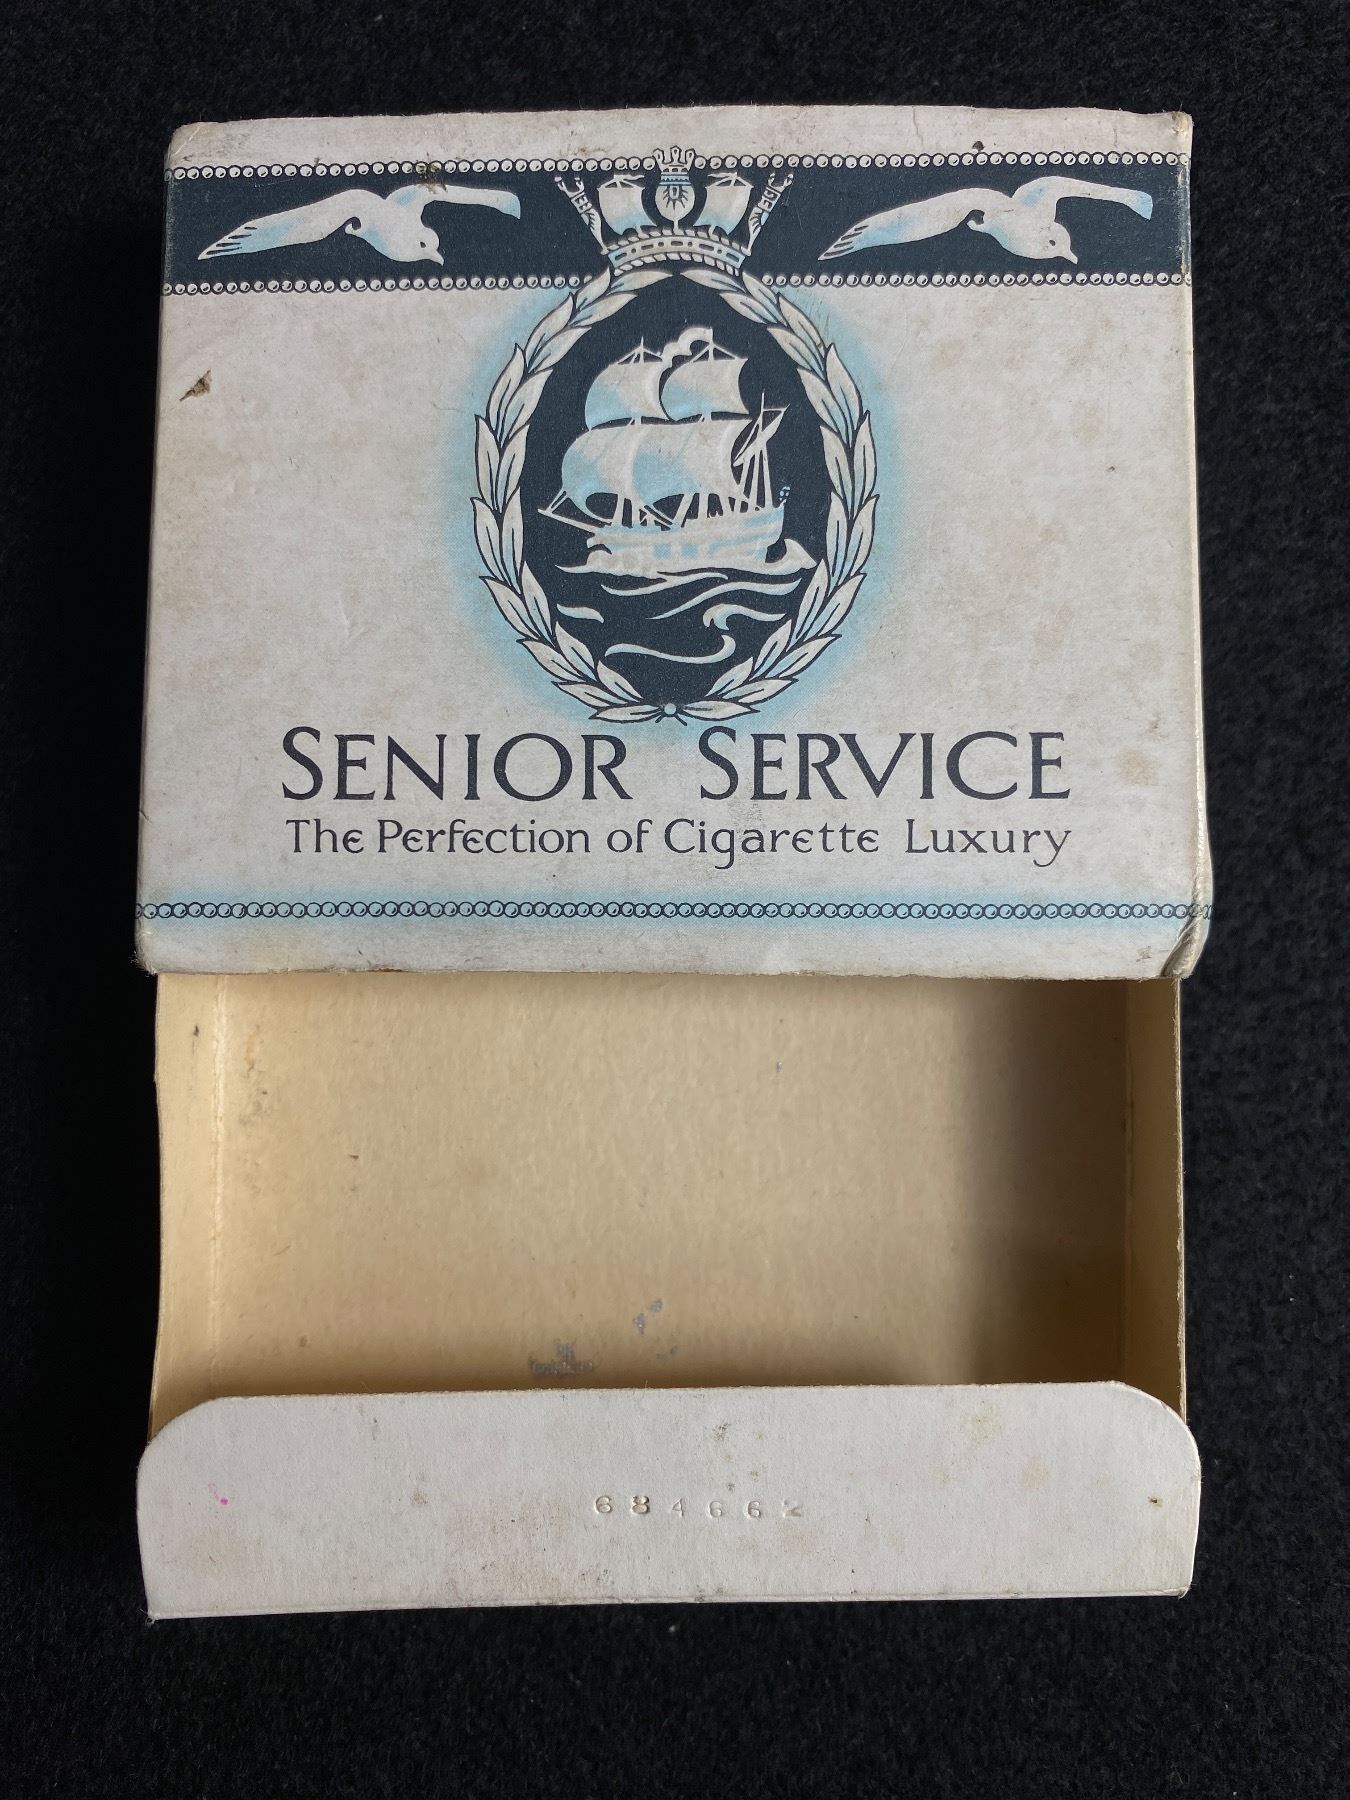 SENIOR SERVICE
The Perfection of Cigarette Luxury
684662